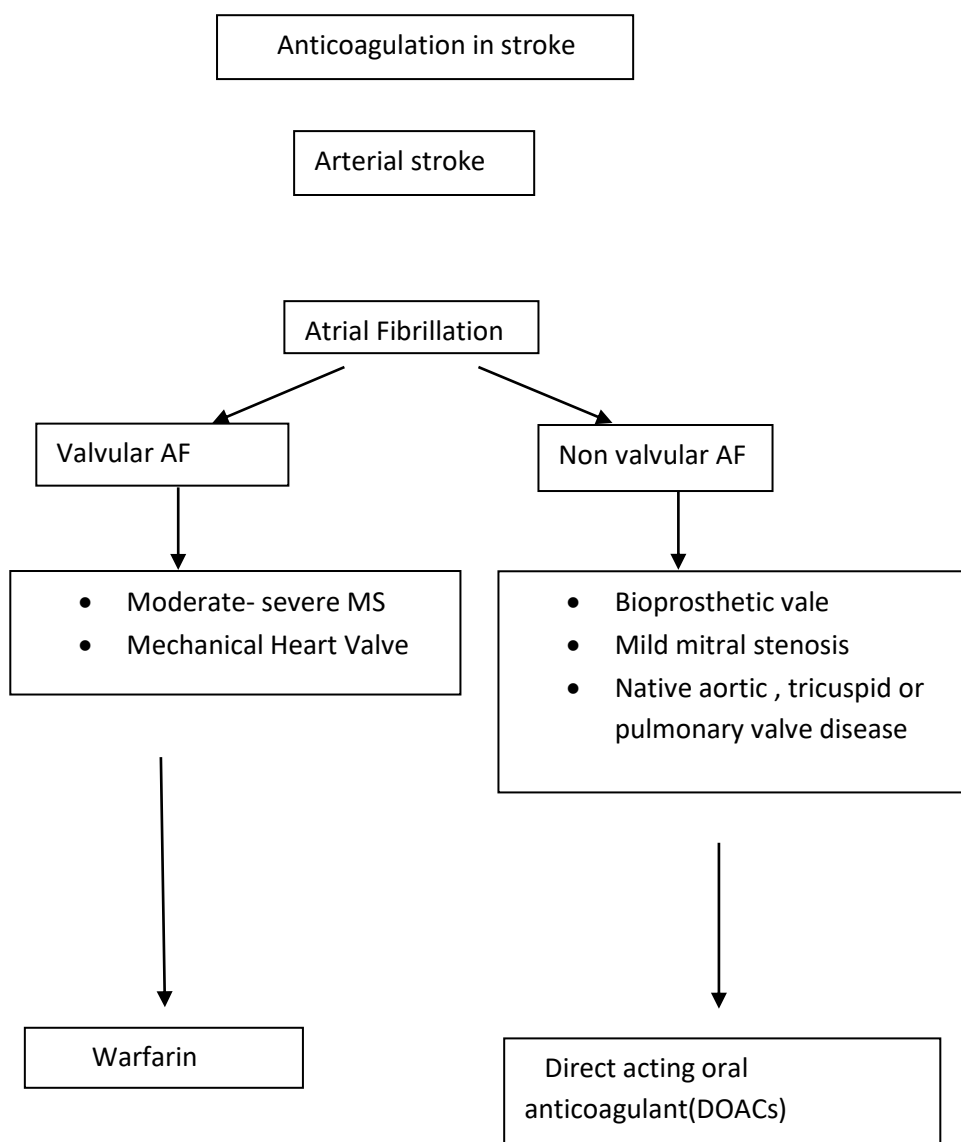 Anticoagulation in stroke
Arterial stroke
Atrial Fibrillation
Valvular AF
Non valvular AF
• Moderate- severe MS
• Mechanical Heart Valve
• Bioprosthetic vale
• Mild mitral stenosis
• Native aortic , tricuspid or
pulmonary valve disease
Warfarin
Direct acting oral
anticoagulant(DOACs)